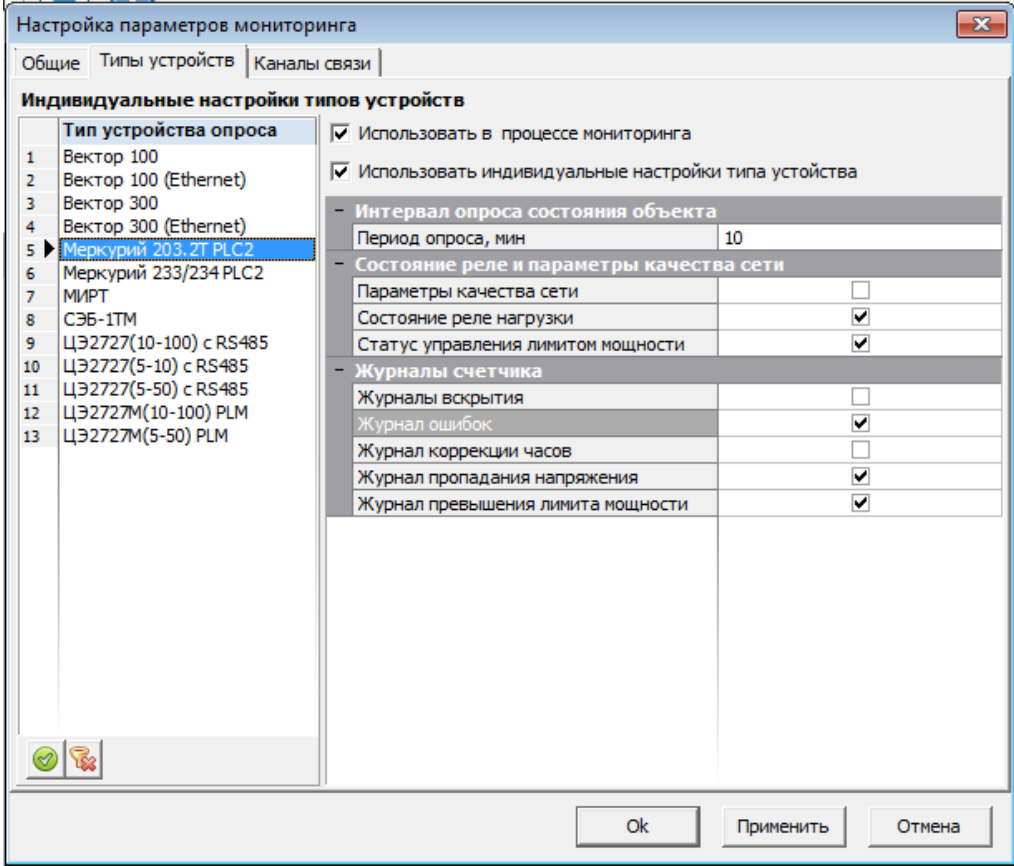 Настройка параметров мониторинга
Общие Типы устройств Каналы связи
Индивидуальные настройки типов устройств
Тип устройства опроса
1 Вектор 100
2 Вектор 100 (Ethernet)
3 Вектор 300
4 Вектор 300 (Ethernet)
5 Меркурий 203.2Т PLC2
6 Меркурий 233/234 PLC2
7 МИРТ
8 СЭБ-1ТМ
9 ЦЭ2727(10-100) с RS485
10 ЦЭ2727(5-10) с RS485
11 ЦЭ2727(5-50) с RS485
12 ЦЭ2727М(10-100) PLM
13 ЦЭ2727М(5-50) PLM
Использовать в процессе мониторинга
Использовать индивидуальные настройки типа устойства
Интервал опроса состояния объекта
Период опроса, мин 10
Состояние реле и параметры качества сети
Параметры качества сети
Состояние реле нагрузки
Статус управления лимитом мощности
Журналы счетчика
Журналы вскрытия
Журнал ошибок
Журнал коррекции часов
Журнал пропадания напряжения
Журнал превышения лимита мощности
Ok Применить Отмена